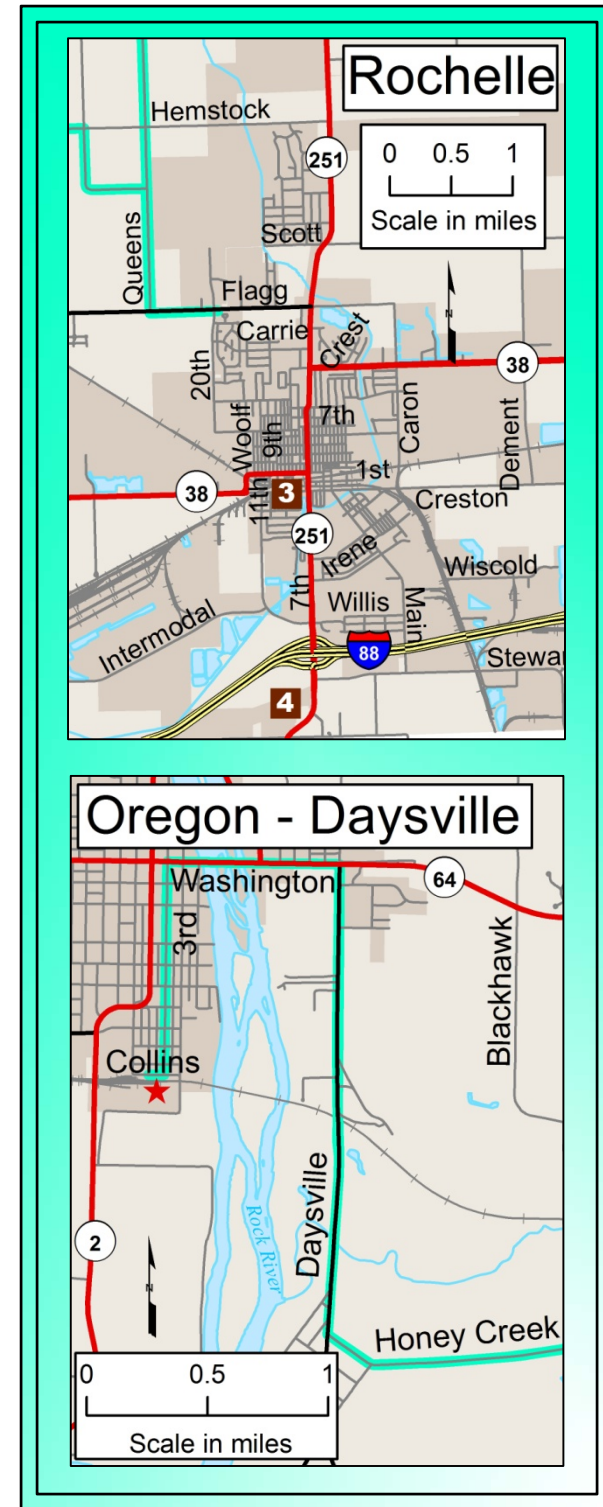 Rochelle
Hemstock
251
0 0.5 1
Scale in miles
Scott
Queens
Flagg
N
Carrie
Crest
38
20th
7th
Caron
Woolf
9th
Dement
1st
38
11th
3
Creston
251
Irene
Wiscold
7th
Willis
Main
Intermodal
88
Stewar
4
Oregon - Daysville
Washington
64
3rd
Blackhawk
Collins
Daysville
Rock River
2
N
Honey Creek
0 0.5 1
Scale in miles